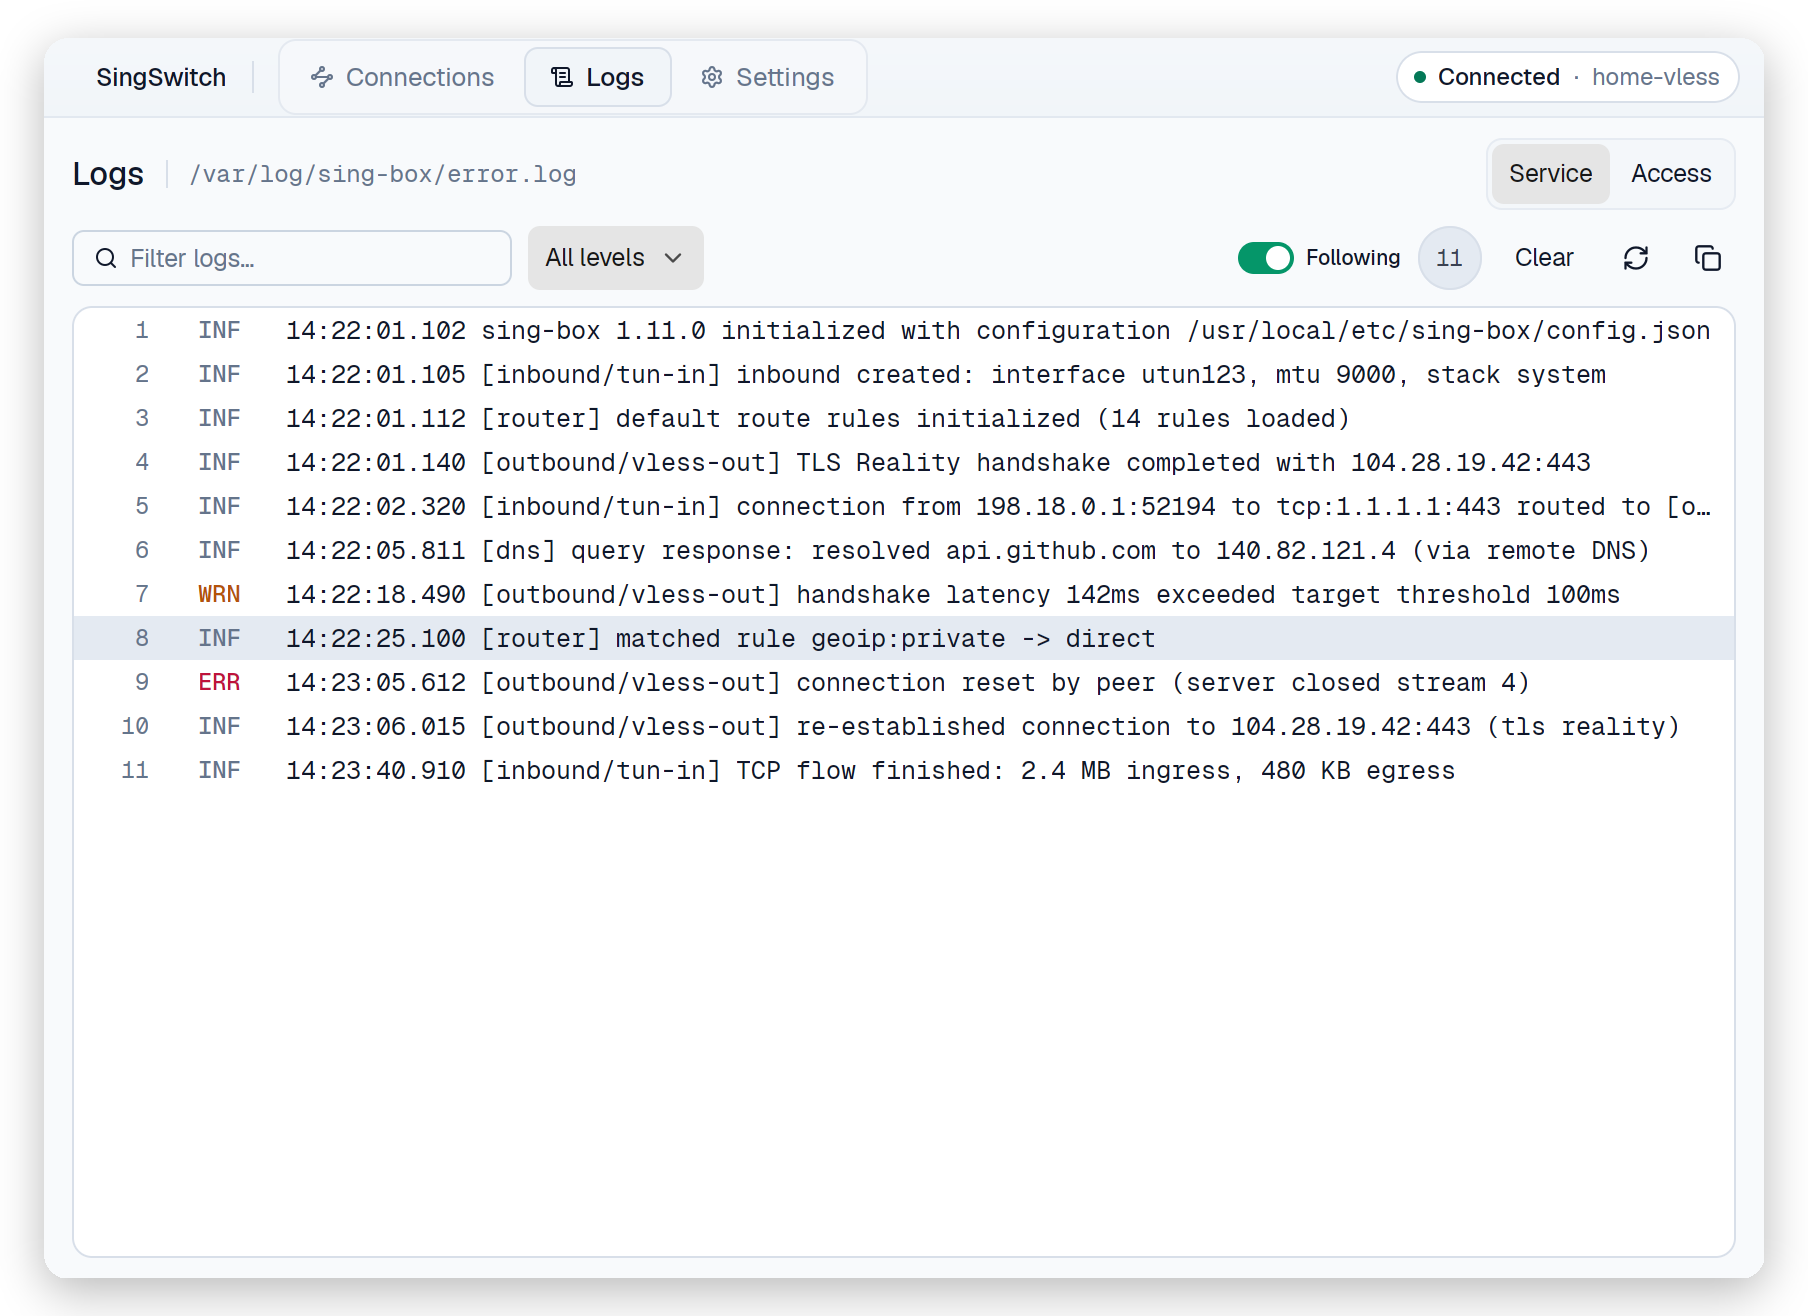 SingSwitch
Connections
Logs
Settings
Connected · home-vless
Logs
/var/log/sing-box/error.log
Service
Access
Filter logs…
All levels
Following
11
Clear
1 INF 14:22:01.102 sing-box 1.11.0 initialized with configuration /usr/local/etc/sing-box/config.json
2 INF 14:22:01.105 [inbound/tun-in] inbound created: interface utun123, mtu 9000, stack system
3 INF 14:22:01.112 [router] default route rules initialized (14 rules loaded)
4 INF 14:22:01.140 [outbound/vless-out] TLS Reality handshake completed with 104.28.19.42:443
5 INF 14:22:02.320 [inbound/tun-in] connection from 198.18.0.1:52194 to tcp:1.1.1.1:443 routed to [o…
6 INF 14:22:05.811 [dns] query response: resolved api.github.com to 140.82.121.4 (via remote DNS)
7 WRN 14:22:18.490 [outbound/vless-out] handshake latency 142ms exceeded target threshold 100ms
8 INF 14:22:25.100 [router] matched rule geoip:private -> direct
9 ERR 14:23:05.612 [outbound/vless-out] connection reset by peer (server closed stream 4)
10 INF 14:23:06.015 [outbound/vless-out] re-established connection to 104.28.19.42:443 (tls reality)
11 INF 14:23:40.910 [inbound/tun-in] TCP flow finished: 2.4 MB ingress, 480 KB egress